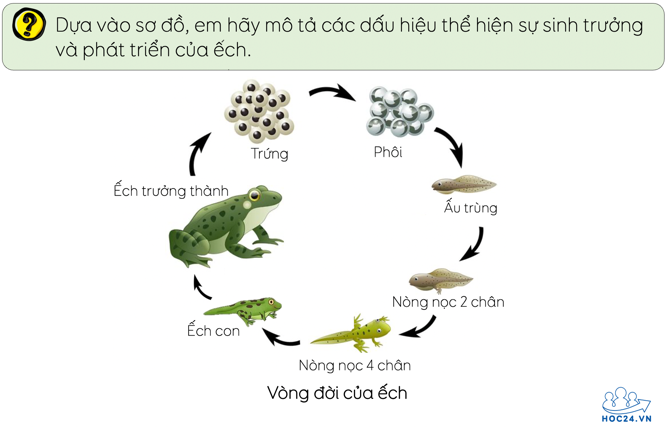 ?
Dựa vào sơ đồ, em hãy mô tả các dấu hiệu thể hiện sự sinh trưởng
và phát triển của ếch.
Trứng
Phôi
Ấu trùng
Nòng nọc 2 chân
Nòng nọc 4 chân
Ếch con
Ếch trưởng thành
Vòng đời của ếch
HOC24.VN